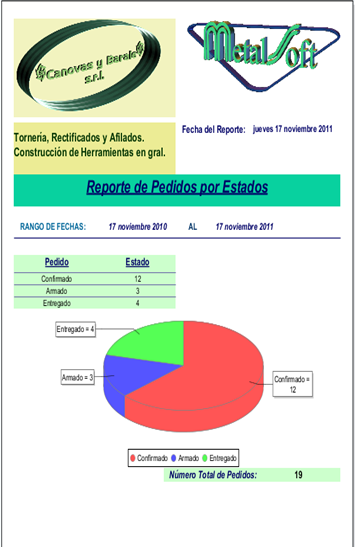 Canovas y Barale
s.r.l.
MetalSoft
Fecha del Reporte: jueves 17 noviembre 2011
Tornería, Rectificados y Afilados.
Construcción de Herramientas en gral.
Reporte de Pedidos por Estados
RANGO DE FECHAS: 17 noviembre 2010 AL 17 noviembre 2011
Pedido Estado
Confirmado 12
Armado 3
Entregado 4
Entregado = 4
Armado = 3
Confirmado =
12
Confirmado Armado Entregado
Número Total de Pedidos: 19